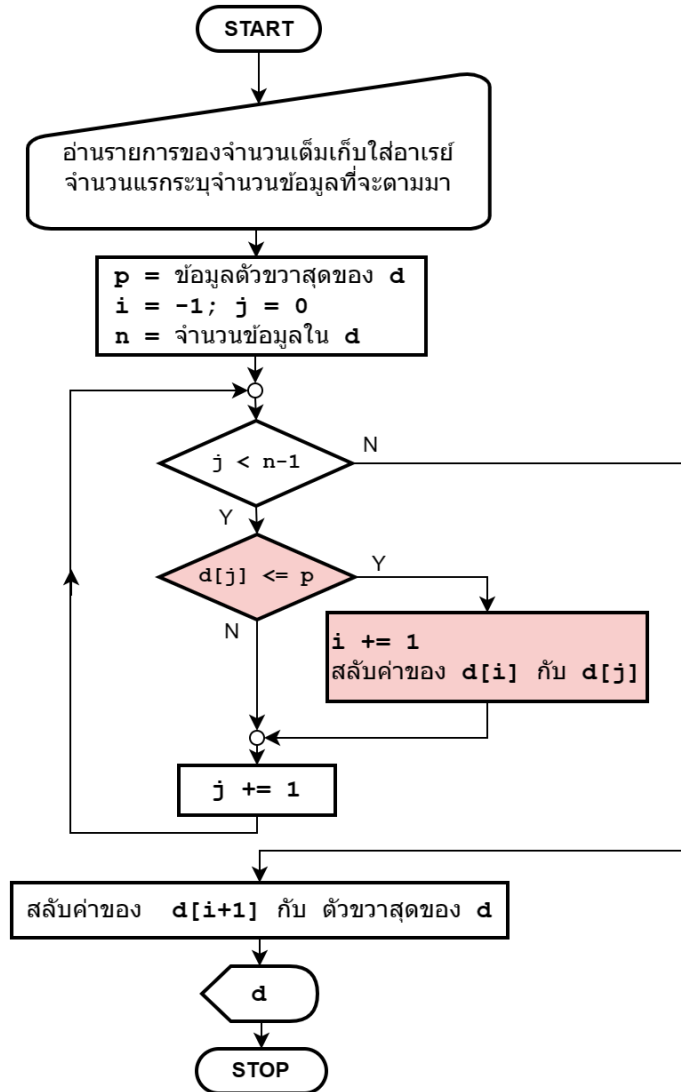 START
อ่านรายการของจำนวนเต็มเก็บใส่อาเรย์
จำนวนแรกระบุจำนวนข้อมูลที่จะตามมา
p = ข้อมูลตัวขวาสุดของ d
i = -1; j = 0
n = จำนวนข้อมูลใน d
j < n-1
N
Y
d[j] <= p
Y
N
i += 1
สลับค่าของ d[i] กับ d[j]
j += 1
สลับค่าของ d[i+1] กับ ตัวขวาสุดของ d
d
STOP